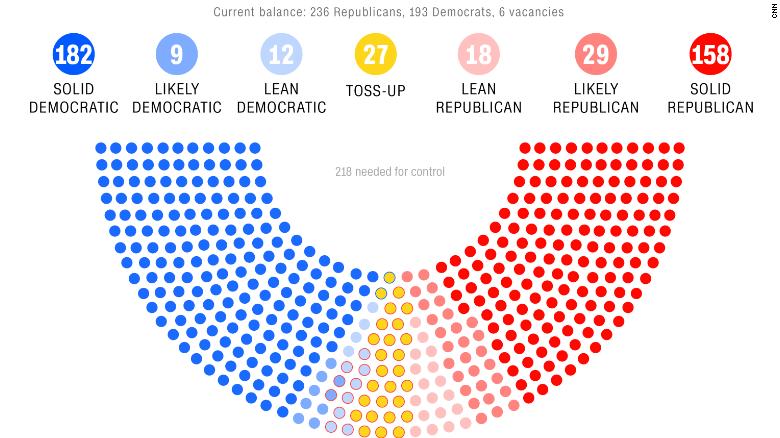 Current balance: 236 Republicans, 193 Democrats, 6 vacancies
CNN
182
9
12
27
18
29
158
SOLID
DEMOCRATIC
LIKELY
DEMOCRATIC
LEAN
DEMOCRATIC
TOSS-UP
LEAN
REPUBLICAN
LIKELY
REPUBLICAN
SOLID
REPUBLICAN
218 needed for control